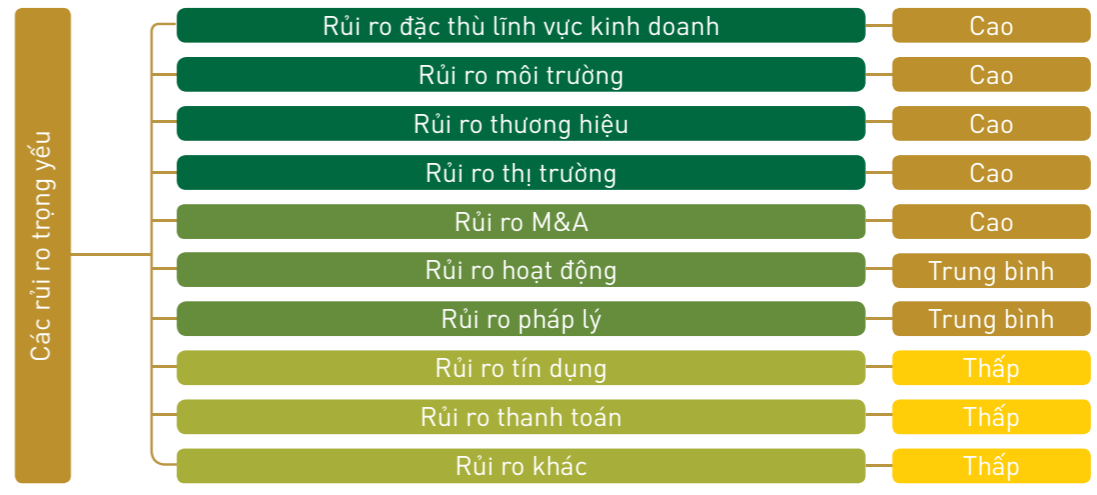 Các rủi ro trọng yếu
Rủi ro đặc thù lĩnh vực kinh doanh Cao
Rủi ro môi trường Cao
Rủi ro thương hiệu Cao
Rủi ro thị trường Cao
Rủi ro M&A Cao
Rủi ro hoạt động Trung bình
Rủi ro pháp lý Trung bình
Rủi ro tín dụng Thấp
Rủi ro thanh toán Thấp
Rủi ro khác Thấp